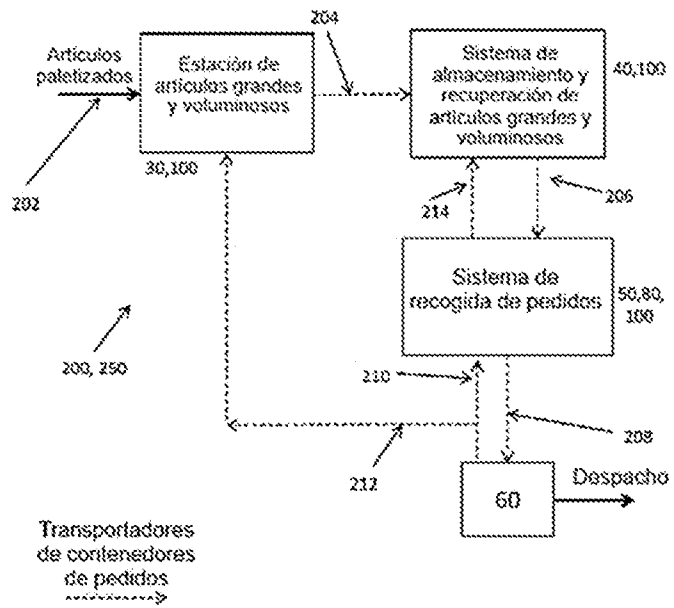 204
Artículos
paletizados
Estación de
artículos grandes
y voluminosos
Sistema de
almacenamiento y
recuperación de
artículos grandes y
voluminosos
40,100
30,100
202
214
206
Sistema de
recogida de pedidos
50,80,
100
200, 250
210
208
212
60
Despacho
Transportadores
de contenedores
de pedidos